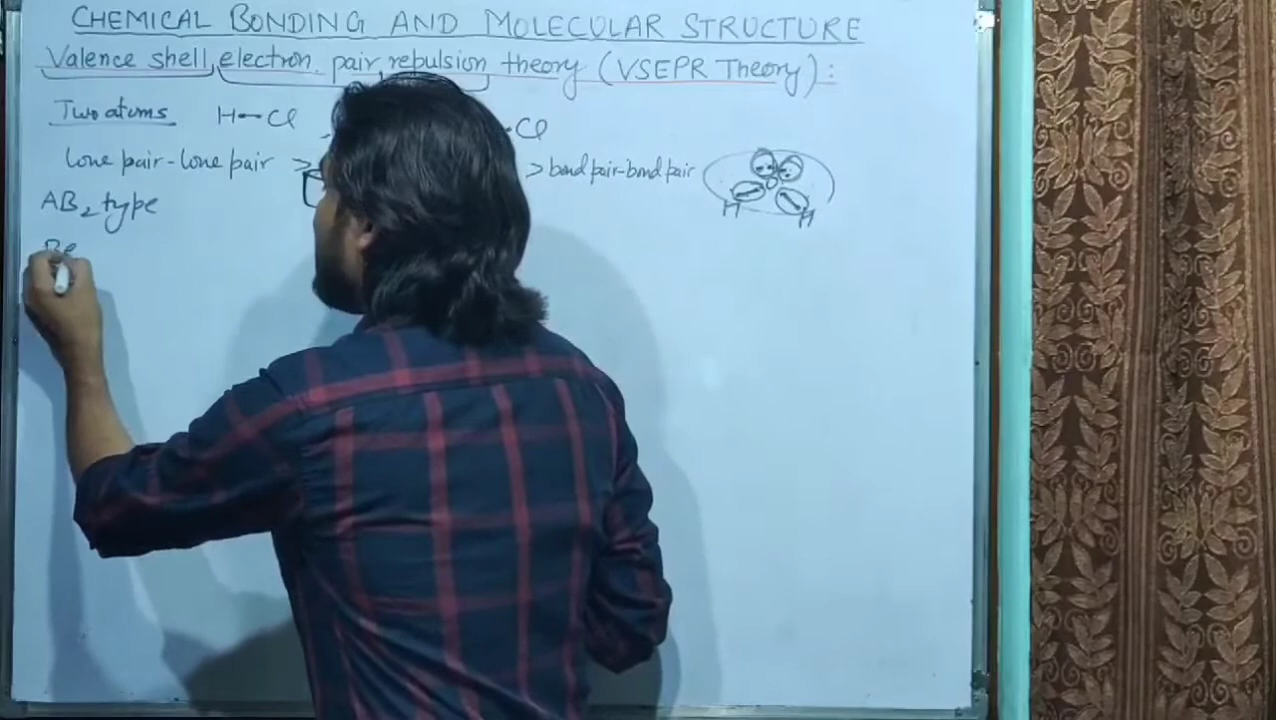 CHEMICAL BONDING AND MOLECULAR STRUCTURE
Valence shell, electron pair, repulsion theory (VSEPR Theory) :
Two atoms H—Cl Cl
lone pair-lone pair > > bond pair-bond pair
H H
AB₂ type
Be